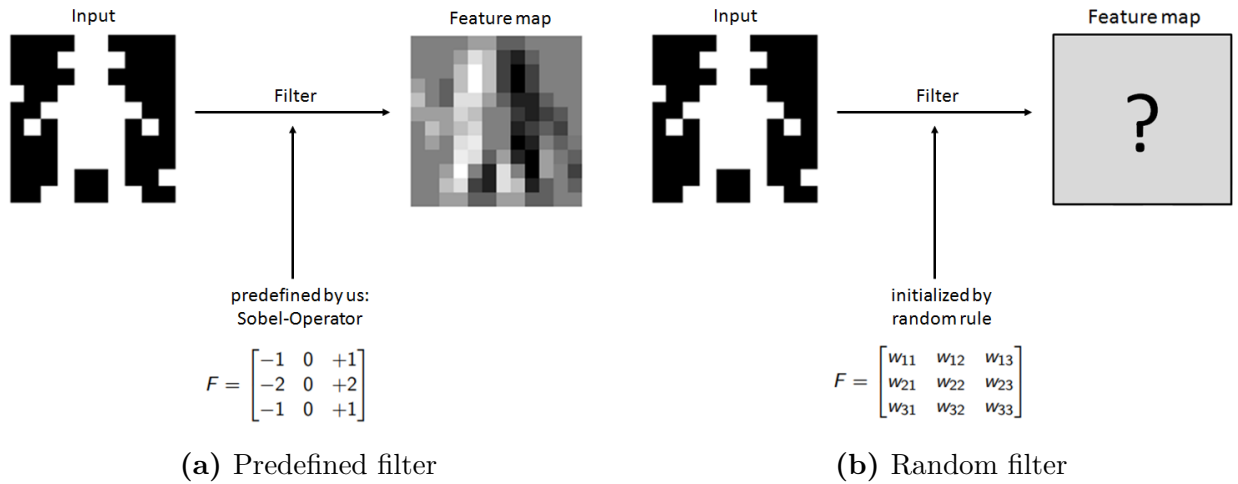 Input
Filter
Feature map
predefined by us:
Sobel-Operator
F = [−1 0 +1
−2 0 +2
−1 0 +1]
(a) Predefined filter
Input
Filter
Feature map
?
initialized by
random rule
F = [w₁₁ w₁₂ w₁₃
w₂₁ w₂₂ w₂₃
w₃₁ w₃₂ w₃₃]
(b) Random filter